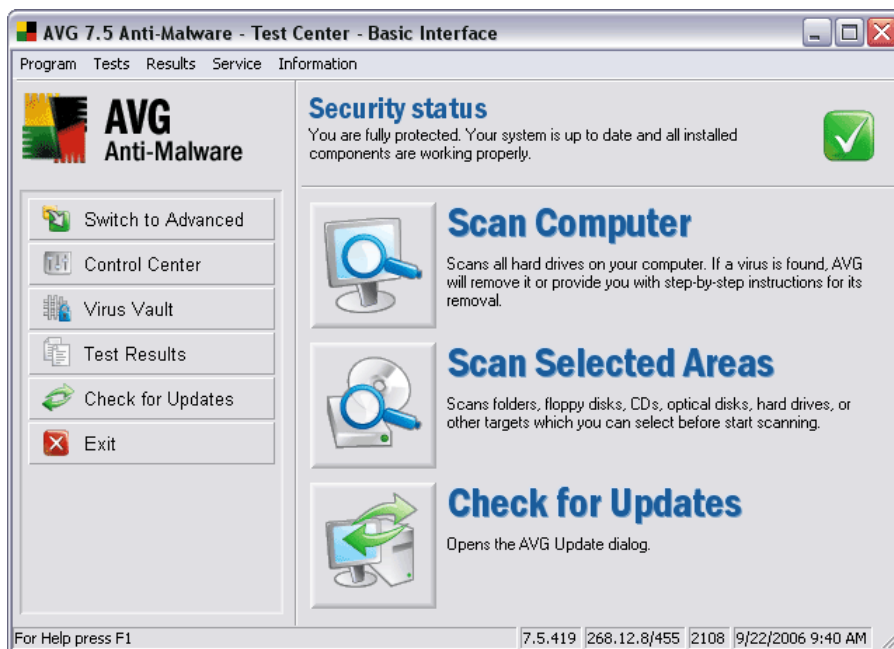 AVG 7.5 Anti-Malware - Test Center - Basic Interface
Program Tests Results Service Information
AVG
Anti-Malware
Switch to Advanced
Control Center
Virus Vault
Test Results
Check for Updates
Exit
Security status
You are fully protected. Your system is up to date and all installed
components are working properly.
Scan Computer
Scans all hard drives on your computer. If a virus is found, AVG
will remove it or provide you with step-by-step instructions for its
removal.
Scan Selected Areas
Scans folders, floppy disks, CDs, optical disks, hard drives, or
other targets which you can select before start scanning.
Check for Updates
Opens the AVG Update dialog.
For Help press F1 7.5.419 268.12.8/455 2108 9/22/2006 9:40 AM